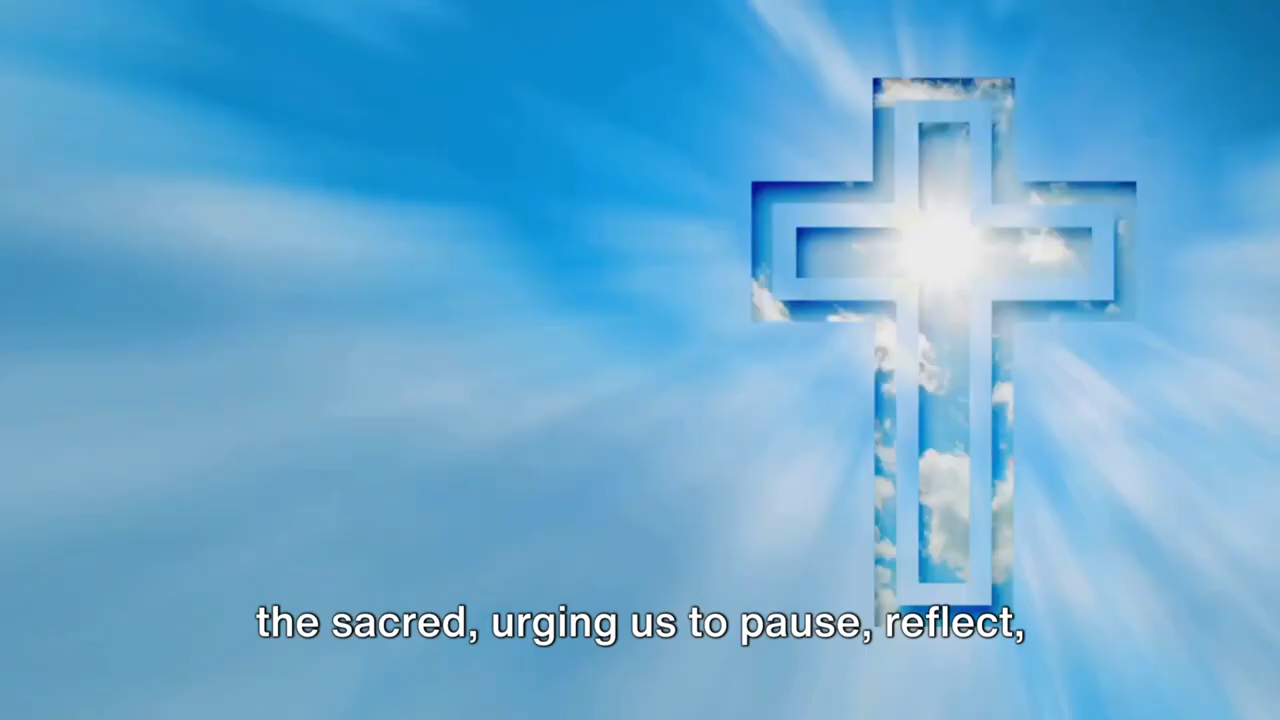 the sacred, urging us to pause, reflect,